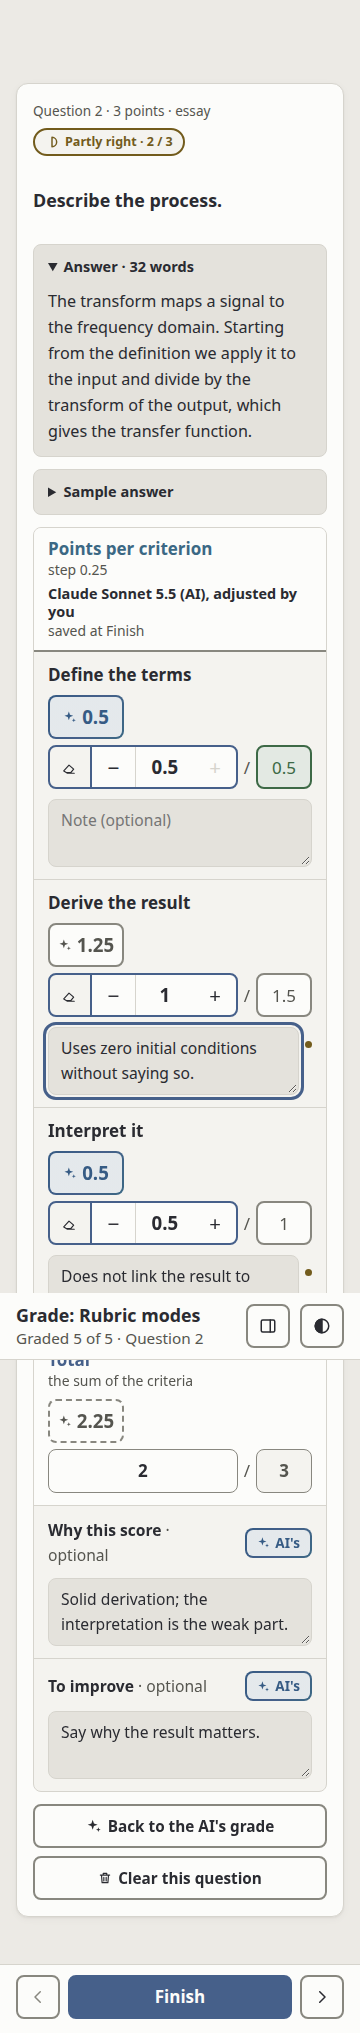 Question 2 · 3 points · essay
Partly right · 2 / 3
Describe the process.
▼ Answer · 32 words
The transform maps a signal to
the frequency domain. Starting
from the definition we apply it to
the input and divide by the
transform of the output, which
gives the transfer function.
▶ Sample answer
Points per criterion
step 0.25
Claude Sonnet 5.5 (AI), adjusted by
you
saved at Finish
Define the terms
0.5
− 0.5 + / 0.5
Note (optional)
Derive the result
1.25
− 1 + / 1.5
Uses zero initial conditions
without saying so.
Interpret it
0.5
− 0.5 + / 1
Does not link the result to
Grade: Rubric modes
Graded 5 of 5 · Question 2
Total
the sum of the criteria
2.25
2 / 3
Why this score ·
optional
AI's
Solid derivation; the
interpretation is the weak part.
To improve · optional
AI's
Say why the result matters.
Back to the AI's grade
Clear this question
Finish